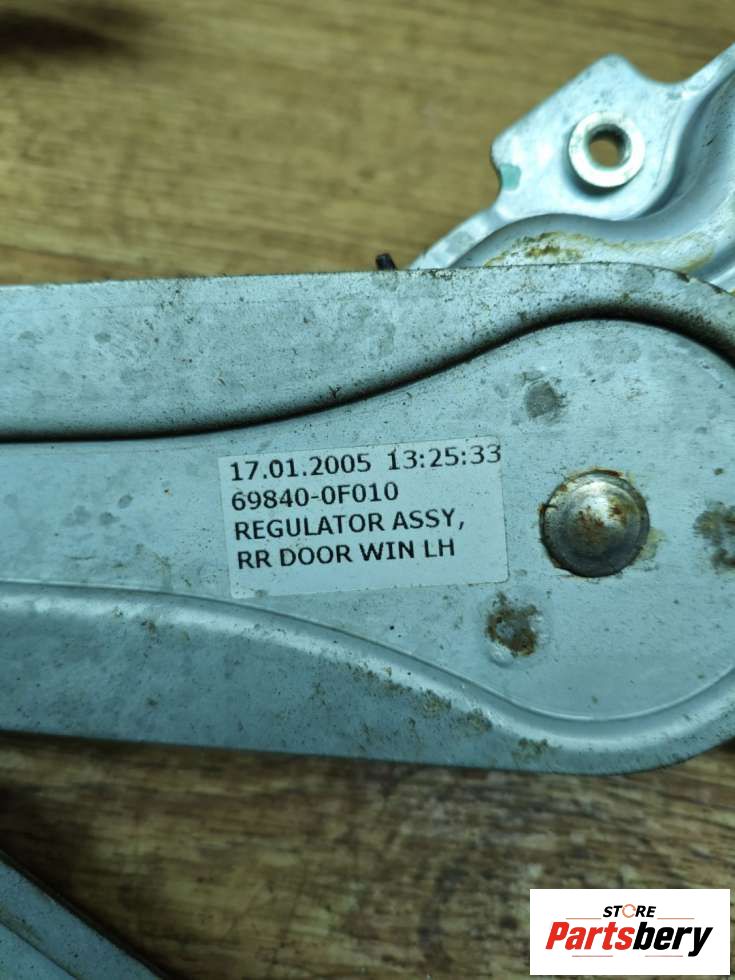 17.01.2005 13:25:33
69840-0F010
REGULATOR ASSY,
RR DOOR WIN LH
STORE
Partsbery